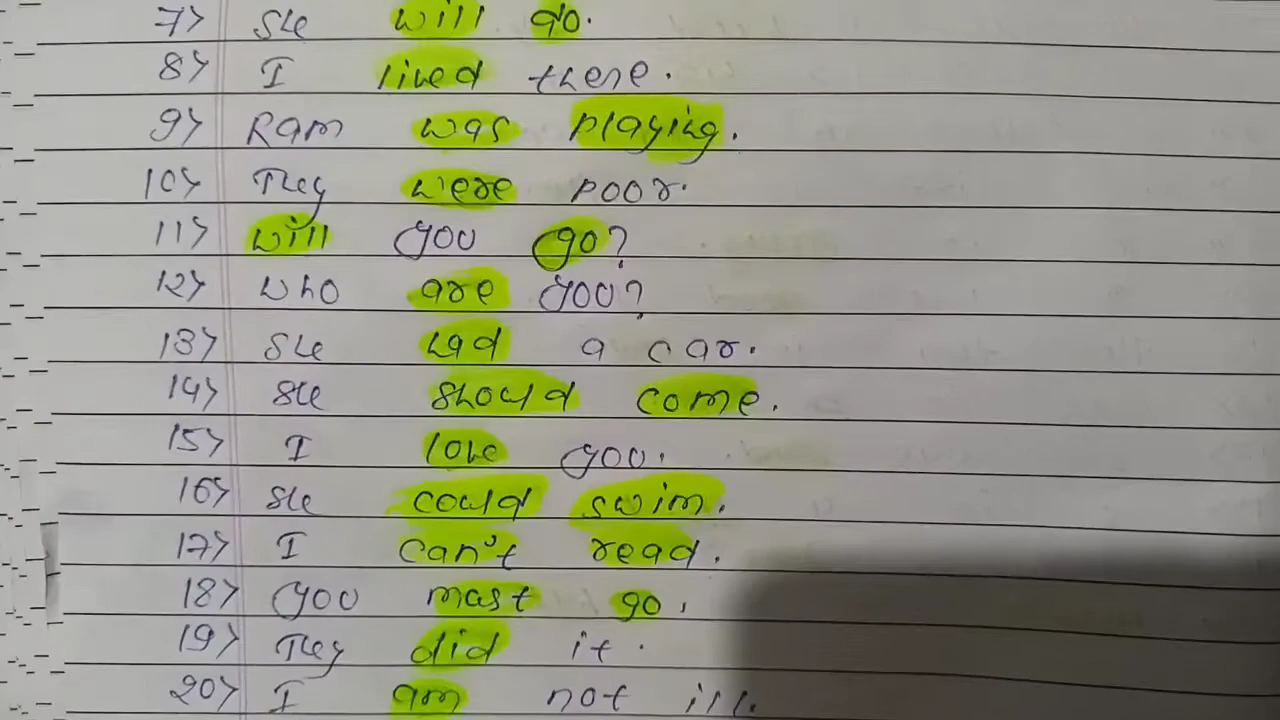 7> She will go.
8> I lived there.
9> Ram was playing.
10> They were poor.
11> will you go?
12> who are you?
13> She had a car.
14> She should come.
15> I love you.
16> She could swim.
17> I can't read.
18> you mast go.
19> They did it.
20> I am not ill.